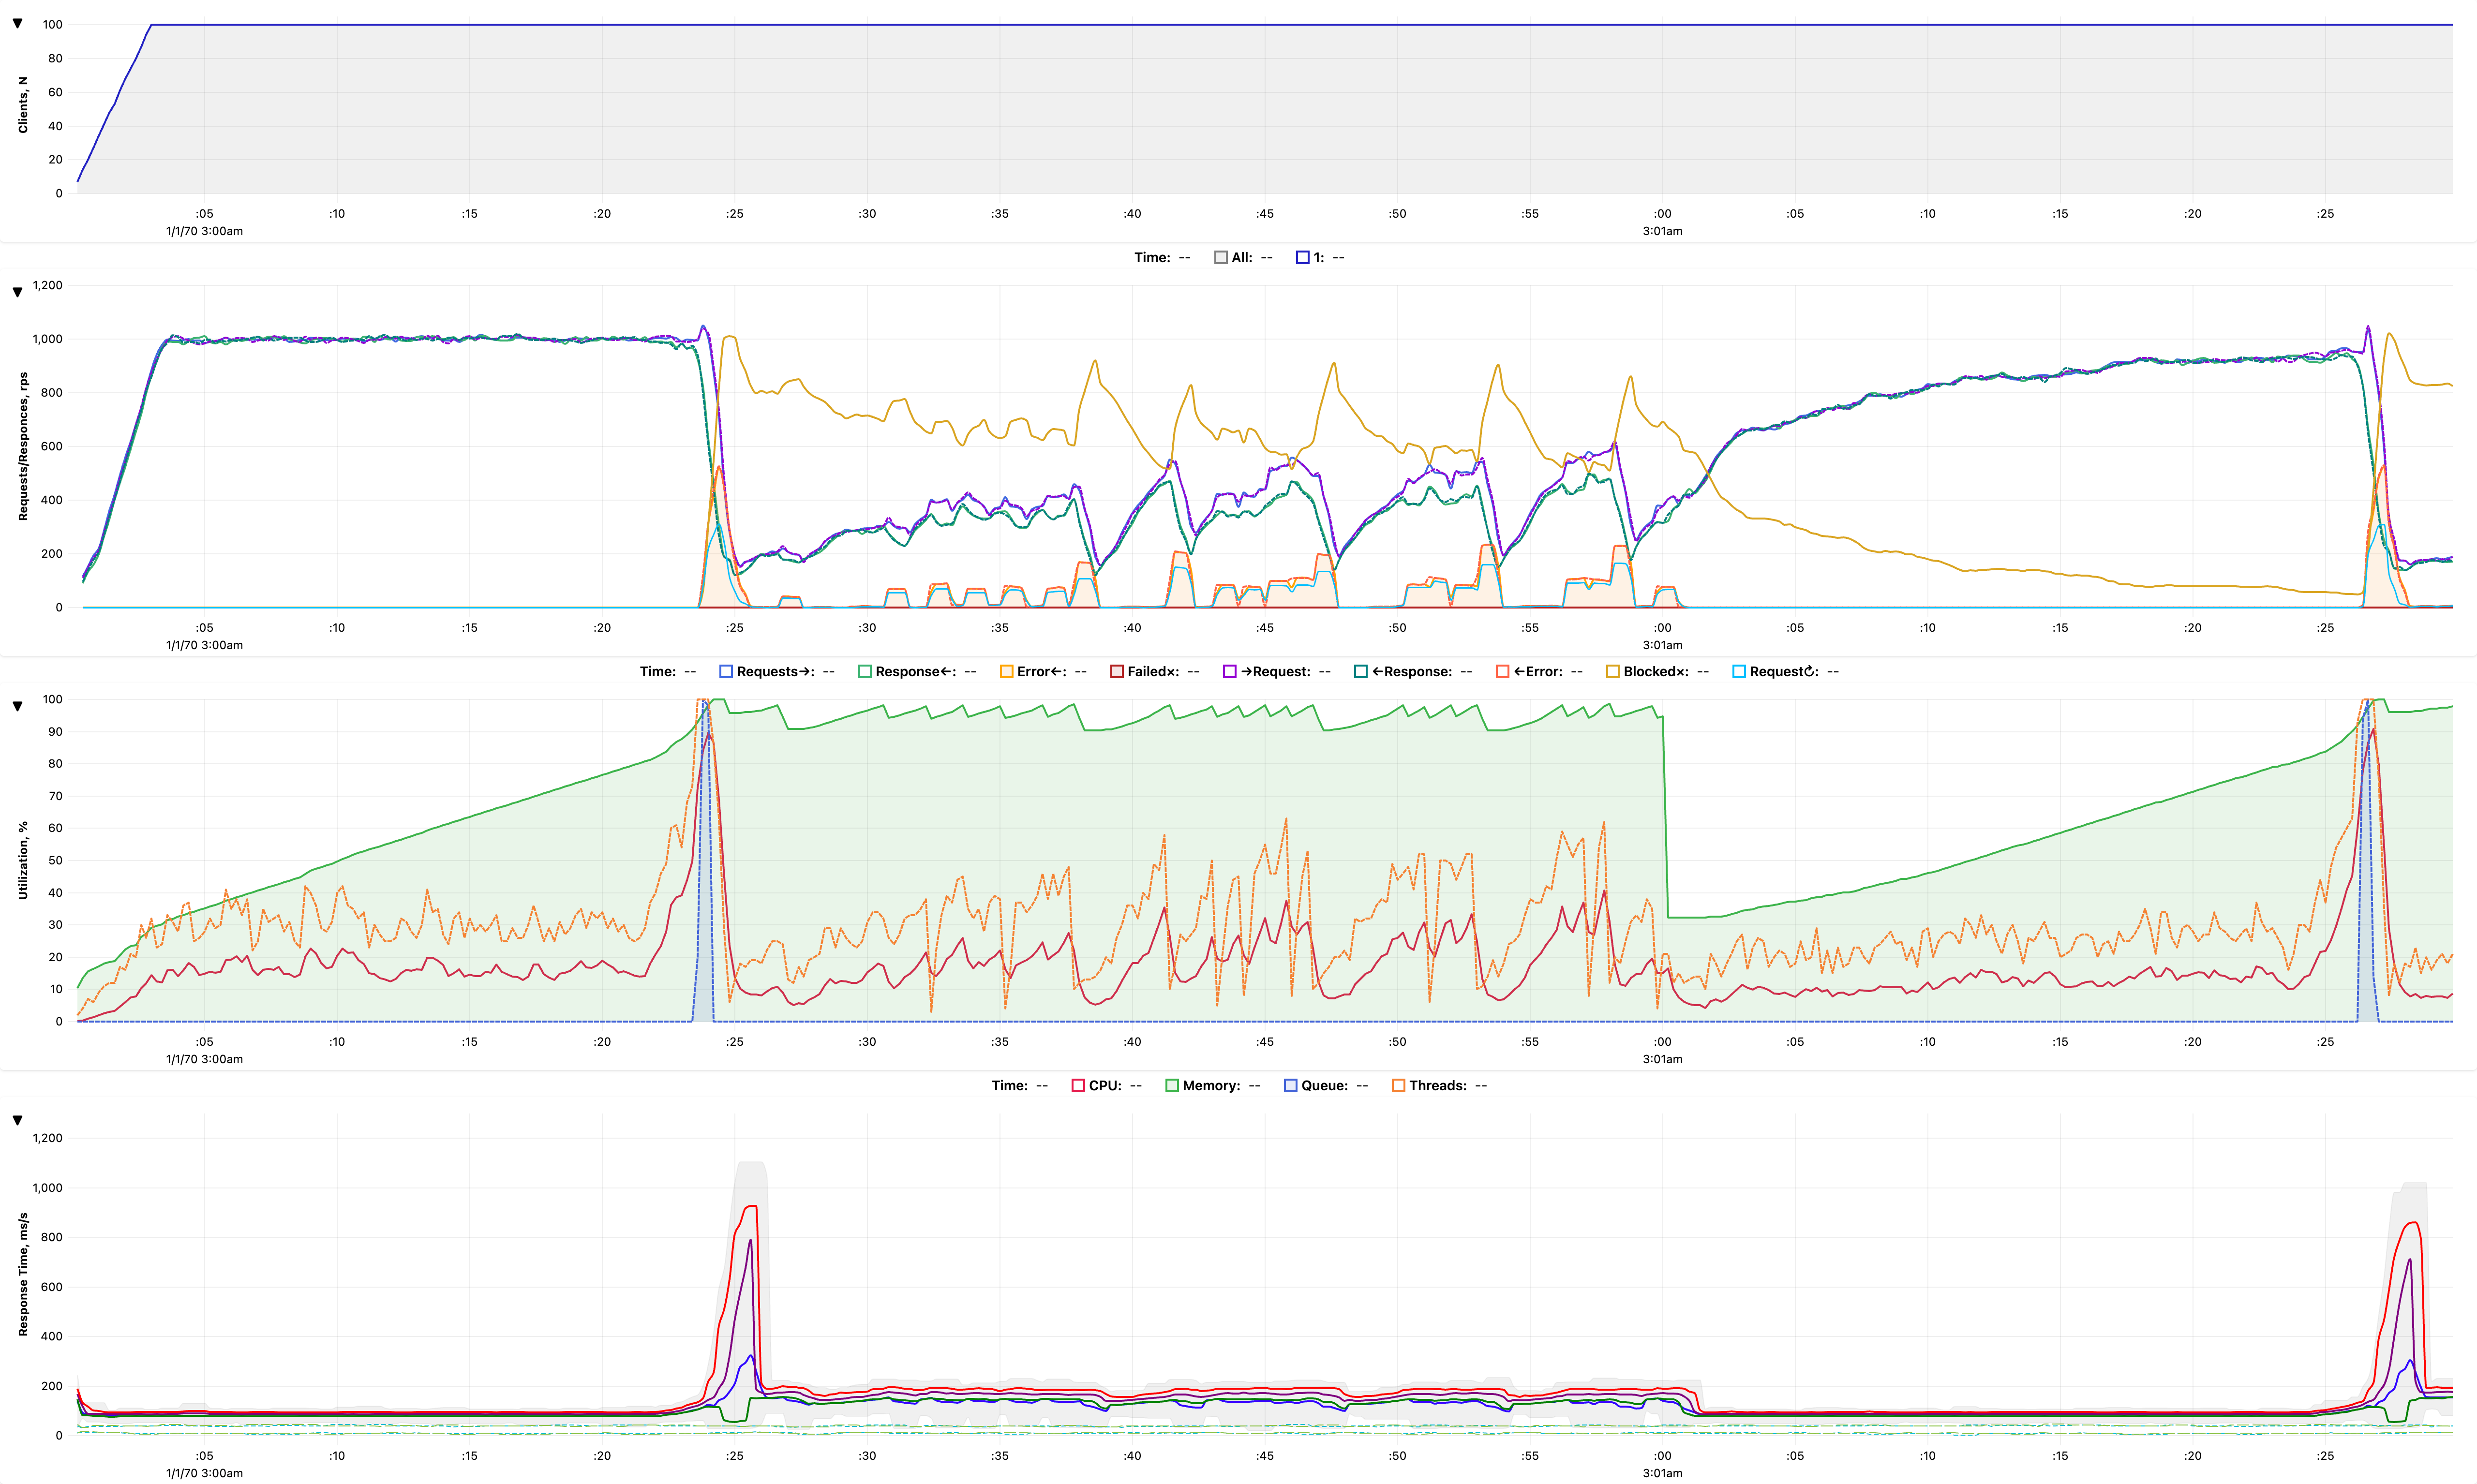 ▼
Clients, N
100
80
60
40
20
0
:05 :10 :15 :20 :25 :30 :35 :40 :45 :50 :55 :00 :05 :10 :15 :20 :25
1/1/70 3:00am 3:01am
Time: -- All: -- 1: --
▼
Requests/Responses, rps
1,200
1,000
800
600
400
200
0
:05 :10 :15 :20 :25 :30 :35 :40 :45 :50 :55 :00 :05 :10 :15 :20 :25
1/1/70 3:00am 3:01am
Time: -- Requests→: -- Response←: -- Error←: -- Failed×: -- →Request: -- ←Response: -- ←Error: -- Blocked×: -- Request↻: --
▼
Utilization, %
100
90
80
70
60
50
40
30
20
10
0
:05 :10 :15 :20 :25 :30 :35 :40 :45 :50 :55 :00 :05 :10 :15 :20 :25
1/1/70 3:00am 3:01am
Time: -- CPU: -- Memory: -- Queue: -- Threads: --
▼
Response Time, ms/s
1,200
1,000
800
600
400
200
0
:05 :10 :15 :20 :25 :30 :35 :40 :45 :50 :55 :00 :05 :10 :15 :20 :25
1/1/70 3:00am 3:01am